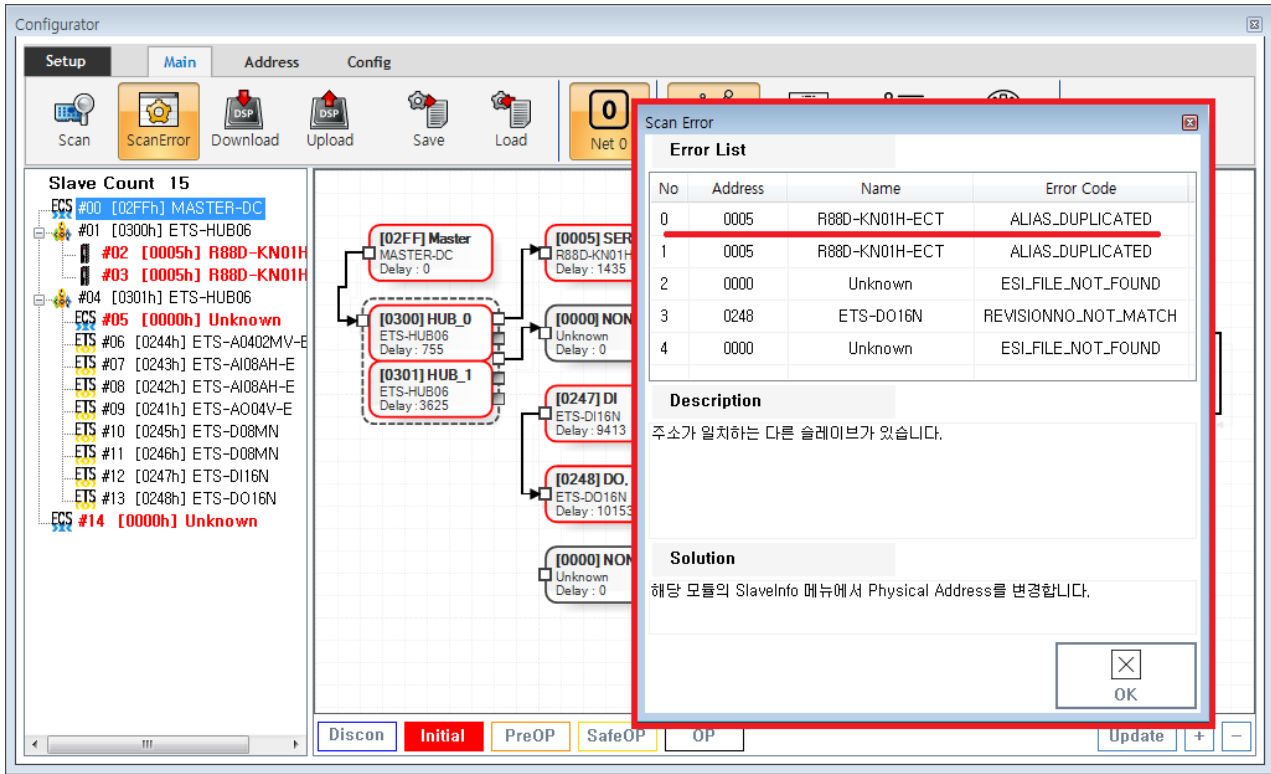 Configurator
Setup
Main
Address
Config
Scan
ScanError
Download
Upload
Save
Load
Net 0
Slave Count 15
#00 [02FFh] MASTER-DC
#01 [0300h] ETS-HUB06
#02 [0005h] R88D-KN01H
#03 [0005h] R88D-KN01H
#04 [0301h] ETS-HUB06
#05 [0000h] Unknown
#06 [0244h] ETS-A0402MV-E
#07 [0243h] ETS-AI08AH-E
#08 [0242h] ETS-AI08AH-E
#09 [0241h] ETS-AO04V-E
#10 [0245h] ETS-D08MN
#11 [0246h] ETS-D08MN
#12 [0247h] ETS-DI16N
#13 [0248h] ETS-DO16N
#14 [0000h] Unknown
[02FF] Master
MASTER-DC
Delay : 0
[0300] HUB_0
ETS-HUB06
Delay : 755
[0301] HUB_1
ETS-HUB06
Delay : 3625
[0005] SER
R88D-KN01H
Delay : 1435
[0000] NON
Unknown
Delay : 0
[0247] DI
ETS-DI16N
Delay : 9413
[0248] DO.
ETS-DO16N
Delay : 10153
[0000] NON
Unknown
Delay : 0
Scan Error
Error List
No Address Name Error Code
0 0005 R88D-KN01H-ECT ALIAS_DUPLICATED
1 0005 R88D-KN01H-ECT ALIAS_DUPLICATED
2 0000 Unknown ESI_FILE_NOT_FOUND
3 0248 ETS-DO16N REVISIONNO_NOT_MATCH
4 0000 Unknown ESI_FILE_NOT_FOUND
Description
주소가 일치하는 다른 슬레이브가 있습니다.
Solution
해당 모듈의 SlaveInfo 메뉴에서 Physical Address를 변경합니다.
OK
Discon
Initial
PreOP
SafeOP
OP
Update
+
−